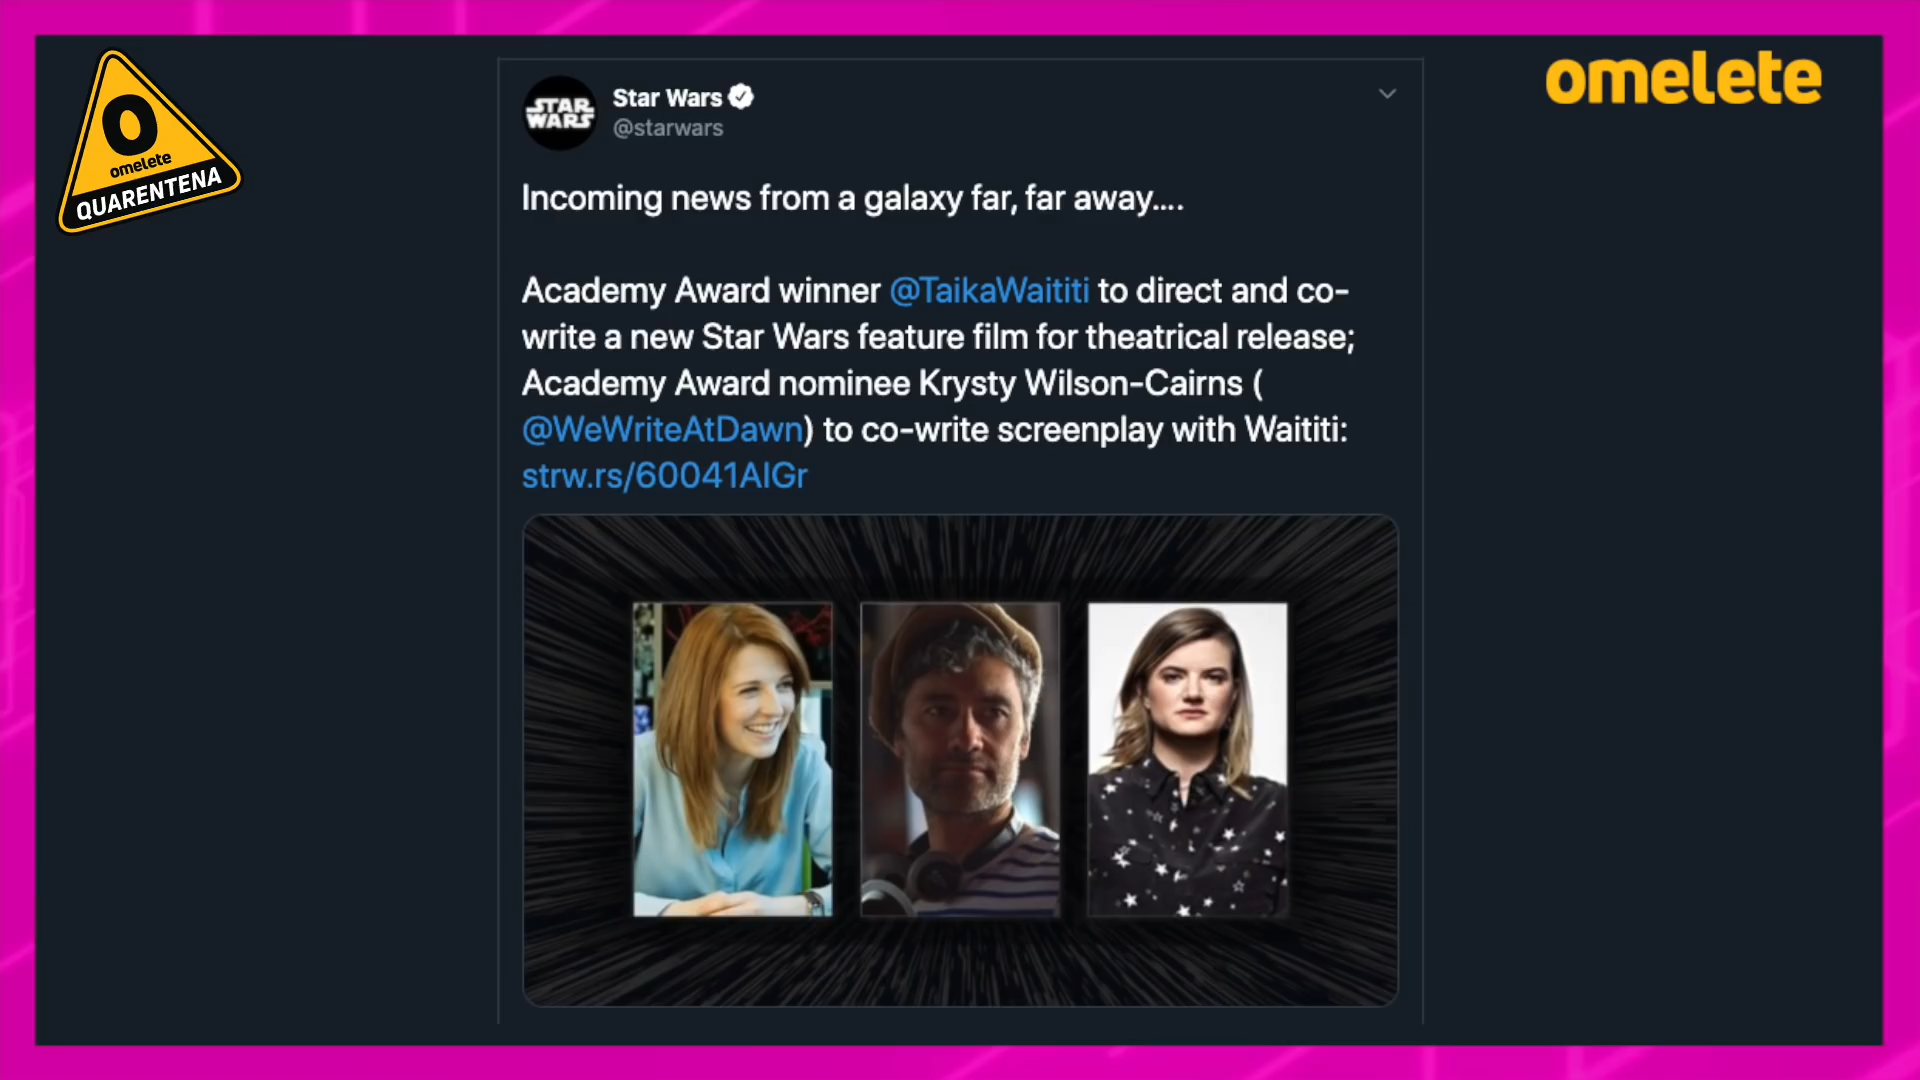 O
omelete
QUARENTENA
omelete
STAR
WARS
Star Wars
@starwars
Incoming news from a galaxy far, far away....
Academy Award winner @TaikaWaititi to direct and co-
write a new Star Wars feature film for theatrical release;
Academy Award nominee Krysty Wilson-Cairns (
@WeWriteAtDawn) to co-write screenplay with Waititi:
strw.rs/60041AlGr